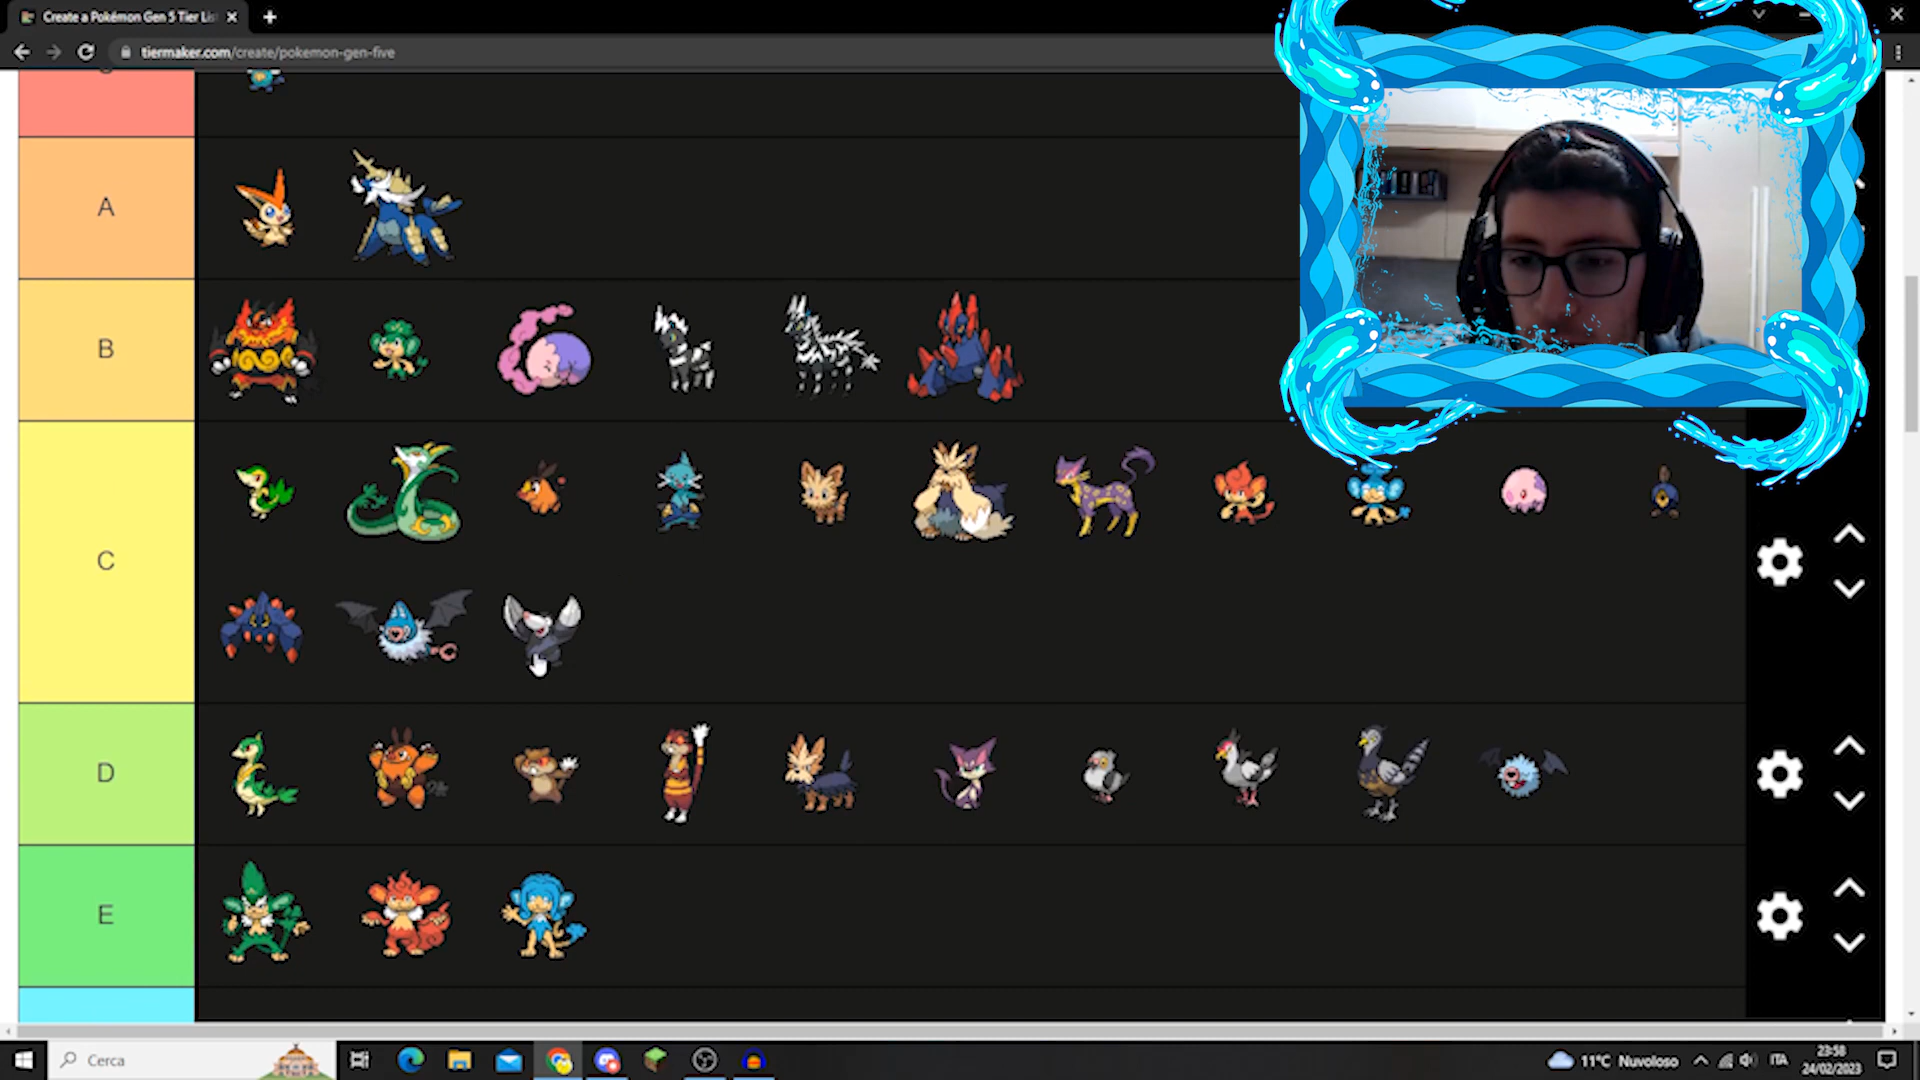 Create a Pokémon Gen 5 Tier Lis
tiermaker.com/create/pokemon-gen-five
A
B
C
D
E
Cerca
11°C Nuvoloso
ITA
23:58
24/02/2023